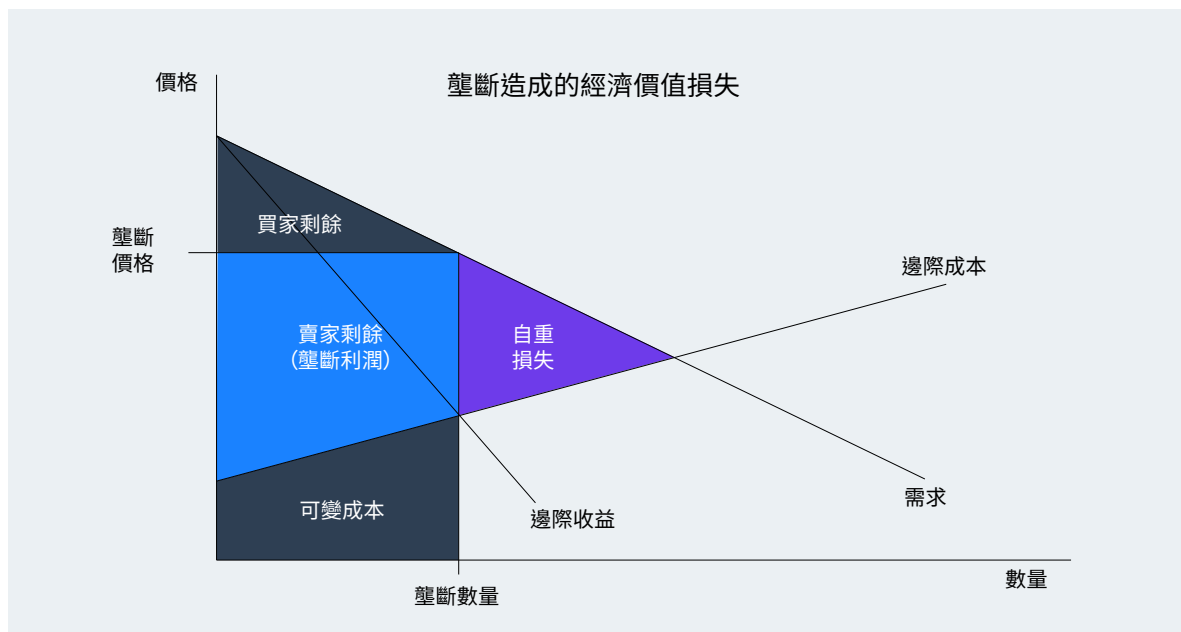 壟斷造成的經濟價值損失
價格
買家剩餘
壟斷
價格
邊際成本
賣家剩餘
（壟斷利潤）
自重
損失
可變成本
邊際收益
需求
數量
壟斷數量